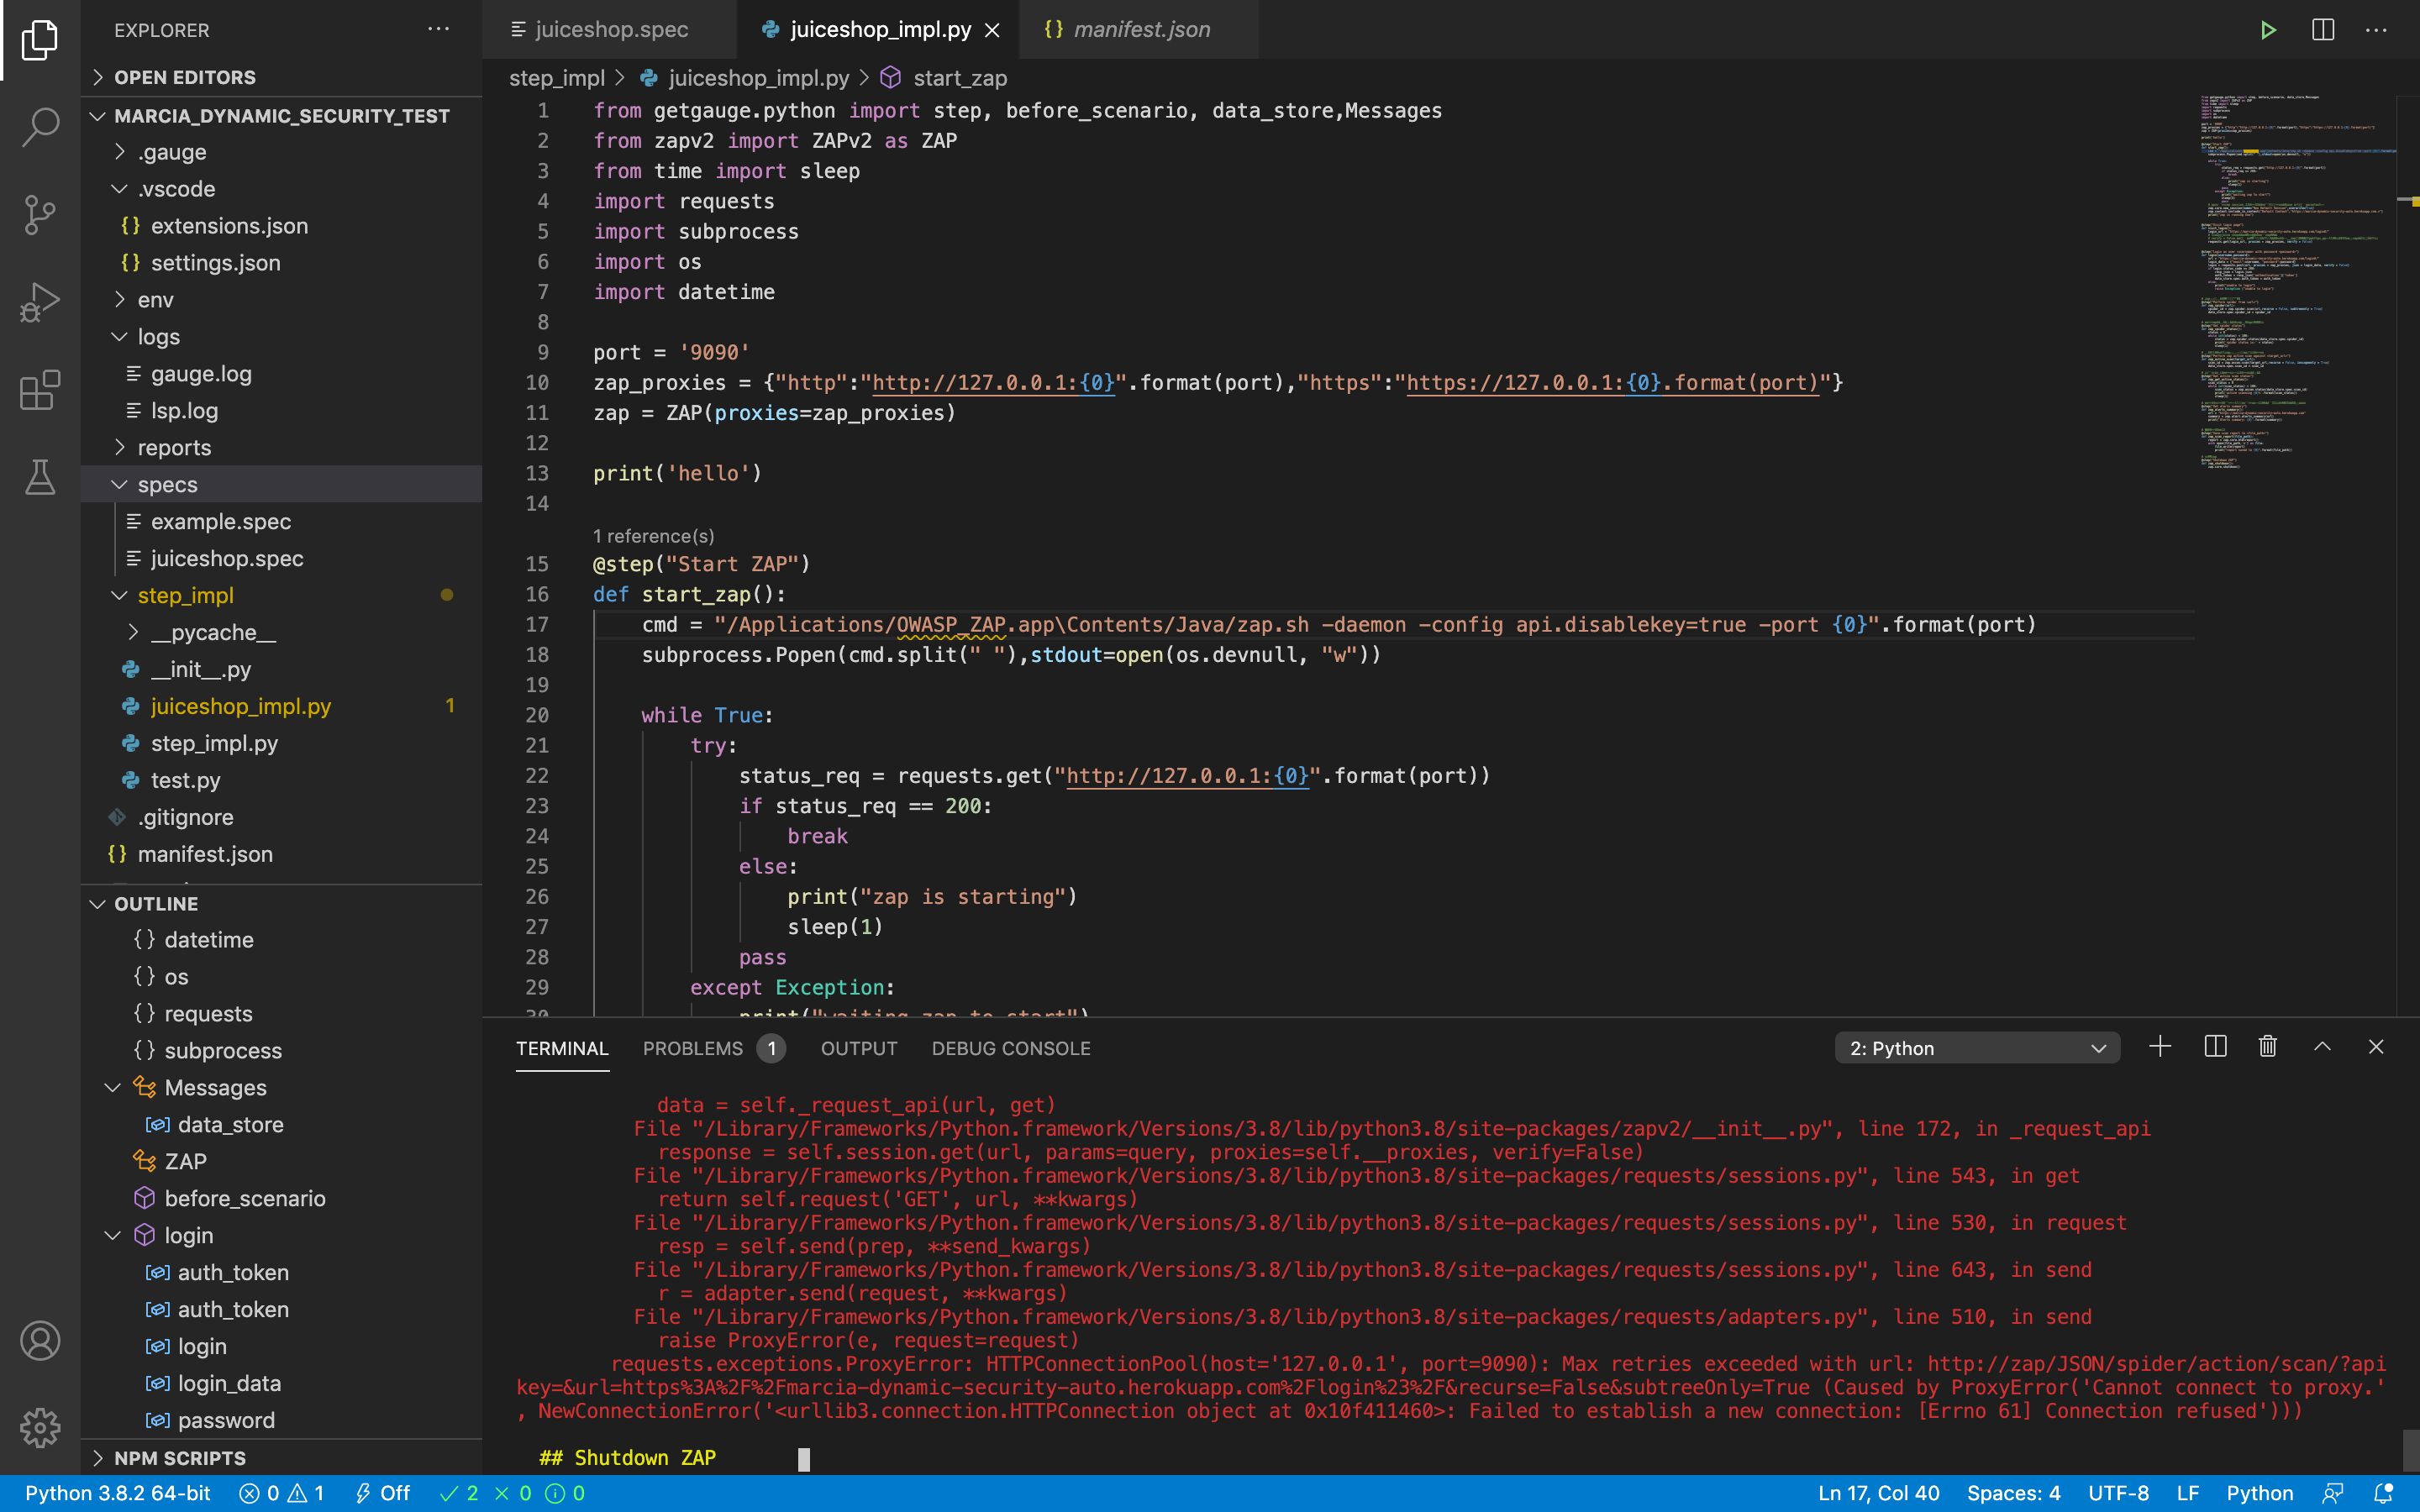 EXPLORER
OPEN EDITORS
MARCIA_DYNAMIC_SECURITY_TEST
.gauge
.vscode
{} extensions.json
{} settings.json
env
logs
gauge.log
lsp.log
reports
specs
example.spec
juiceshop.spec
step_impl
__pycache__
__init__.py
juiceshop_impl.py 1
step_impl.py
test.py
.gitignore
{} manifest.json
OUTLINE
{} datetime
{} os
{} requests
{} subprocess
Messages
data_store
ZAP
before_scenario
login
auth_token
auth_token
login
login_data
password
NPM SCRIPTS
juiceshop.spec juiceshop_impl.py {} manifest.json
step_impl > juiceshop_impl.py > start_zap
1 from getgauge.python import step, before_scenario, data_store,Messages
2 from zapv2 import ZAPv2 as ZAP
3 from time import sleep
4 import requests
5 import subprocess
6 import os
7 import datetime
8
9 port = '9090'
10 zap_proxies = {"http":"http://127.0.0.1:{0}".format(port),"https":"https://127.0.0.1:{0}.format(port)"}
11 zap = ZAP(proxies=zap_proxies)
12
13 print('hello')
14
1 reference(s)
15 @step("Start ZAP")
16 def start_zap():
17 cmd = "/Applications/OWASP_ZAP.app\Contents/Java/zap.sh -daemon -config api.disablekey=true -port {0}".format(port)
18 subprocess.Popen(cmd.split(" "),stdout=open(os.devnull, "w"))
19
20 while True:
21 try:
22 status_req = requests.get("http://127.0.0.1:{0}".format(port))
23 if status_req == 200:
24 break
25 else:
26 print("zap is starting")
27 sleep(1)
28 pass
29 except Exception:
30 print("waiting zap to start")
TERMINAL PROBLEMS 1 OUTPUT DEBUG CONSOLE 2: Python
data = self._request_api(url, get)
File "/Library/Frameworks/Python.framework/Versions/3.8/lib/python3.8/site-packages/zapv2/__init__.py", line 172, in _request_api
response = self.session.get(url, params=query, proxies=self.__proxies, verify=False)
File "/Library/Frameworks/Python.framework/Versions/3.8/lib/python3.8/site-packages/requests/sessions.py", line 543, in get
return self.request('GET', url, **kwargs)
File "/Library/Frameworks/Python.framework/Versions/3.8/lib/python3.8/site-packages/requests/sessions.py", line 530, in request
resp = self.send(prep, **send_kwargs)
File "/Library/Frameworks/Python.framework/Versions/3.8/lib/python3.8/site-packages/requests/sessions.py", line 643, in send
r = adapter.send(request, **kwargs)
File "/Library/Frameworks/Python.framework/Versions/3.8/lib/python3.8/site-packages/requests/adapters.py", line 510, in send
raise ProxyError(e, request=request)
requests.exceptions.ProxyError: HTTPConnectionPool(host='127.0.0.1', port=9090): Max retries exceeded with url: http://zap/JSON/spider/action/scan/?api
key=&url=https%3A%2F%2Fmarcia-dynamic-security-auto.herokuapp.com%2Flogin%23%2F&recurse=False&subtreeOnly=True (Caused by ProxyError('Cannot connect to proxy.'
, NewConnectionError('<urllib3.connection.HTTPConnection object at 0x10f411460>: Failed to establish a new connection: [Errno 61] Connection refused')))
## Shutdown ZAP
Python 3.8.2 64-bit 0 1 Off 2 0 0 Ln 17, Col 40 Spaces: 4 UTF-8 LF Python